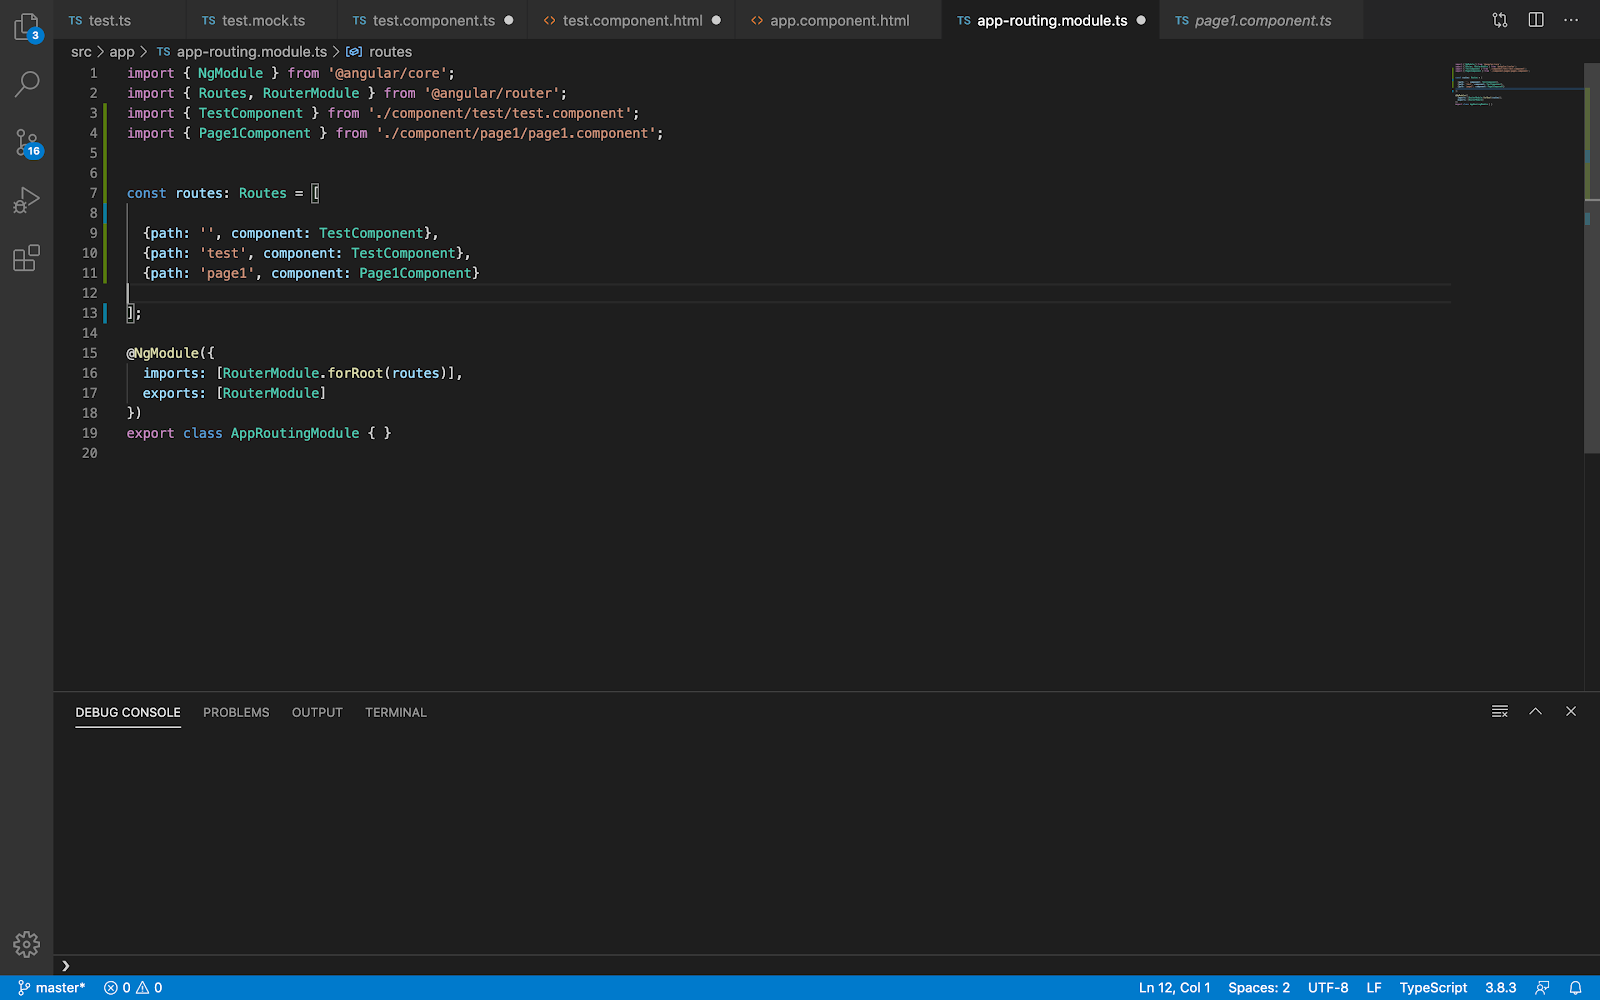 3
TS test.ts
TS test.mock.ts
TS test.component.ts
<> test.component.html
<> app.component.html
TS app-routing.module.ts
TS page1.component.ts
src > app > TS app-routing.module.ts > routes
16
1 import { NgModule } from '@angular/core';
2 import { Routes, RouterModule } from '@angular/router';
3 import { TestComponent } from './component/test/test.component';
4 import { Page1Component } from './component/page1/page1.component';
5
6
7 const routes: Routes = [
8
9 {path: '', component: TestComponent},
10 {path: 'test', component: TestComponent},
11 {path: 'page1', component: Page1Component}
12
13 ];
14
15 @NgModule({
16 imports: [RouterModule.forRoot(routes)],
17 exports: [RouterModule]
18 })
19 export class AppRoutingModule { }
20
DEBUG CONSOLE PROBLEMS OUTPUT TERMINAL
master* 0 0 Ln 12, Col 1 Spaces: 2 UTF-8 LF TypeScript 3.8.3